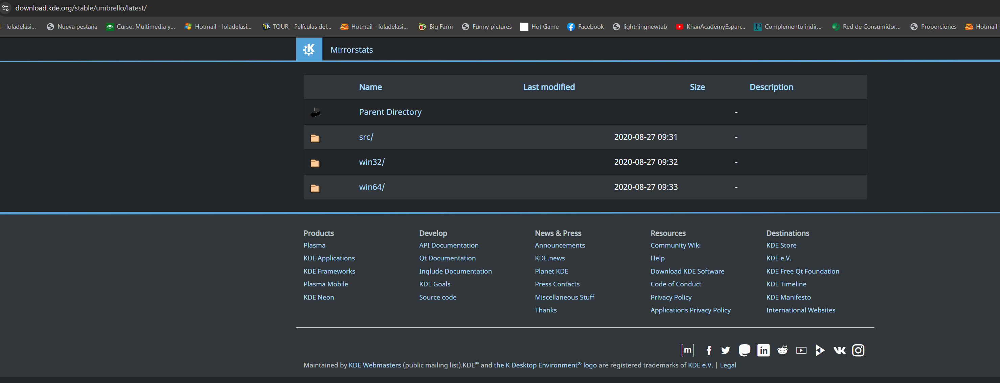 download.kde.org/stable/umbrello/latest/
l - loladelasi... Nueva pestaña Curso: Multimedia y... Hotmail - loladelasi... TOUR - Películas del... Hotmail - loladelasi... Big Farm Funny pictures Hot Game Facebook lightningnewtab KhanAcademyEspan... Complemento indir... Red de Consumidor... Proporciones Hotmail -
Mirrorstats
Name Last modified Size Description
Parent Directory -
src/ 2020-08-27 09:31 -
win32/ 2020-08-27 09:32 -
win64/ 2020-08-27 09:33 -
Products Develop News & Press Resources Destinations
Plasma API Documentation Announcements Community Wiki KDE Store
KDE Applications Qt Documentation KDE.news Help KDE e.V.
KDE Frameworks Inqlude Documentation Planet KDE Download KDE Software KDE Free Qt Foundation
Plasma Mobile KDE Goals Press Contacts Code of Conduct KDE Timeline
KDE Neon Source code Miscellaneous Stuff Privacy Policy KDE Manifesto
Thanks Applications Privacy Policy International Websites
[m]
Maintained by KDE Webmasters (public mailing list).KDE® and the K Desktop Environment® logo are registered trademarks of KDE e.V. | Legal